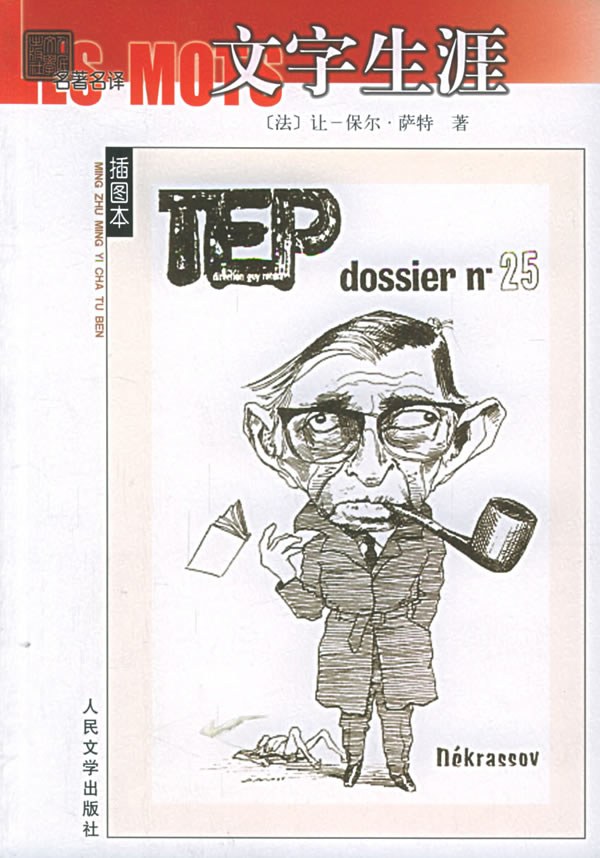 LES MOTS
名著名译
文字生涯
〔法〕让－保尔·萨特 著
插图本
MING ZHU MING YI CHA TU BEN
TEP
dossier n· 25
Nékrassov
人民文学出版社